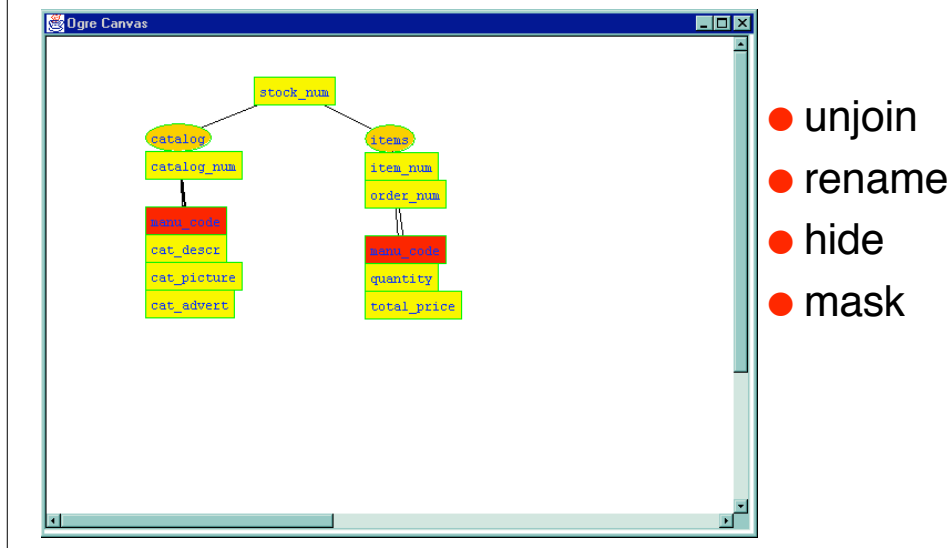 Ogre Canvas
stock_num
catalog
items
catalog_num
item_num
order_num
manu_code
cat_descr
cat_picture
cat_advert
manu_code
quantity
total_price
unjoin
rename
hide
mask